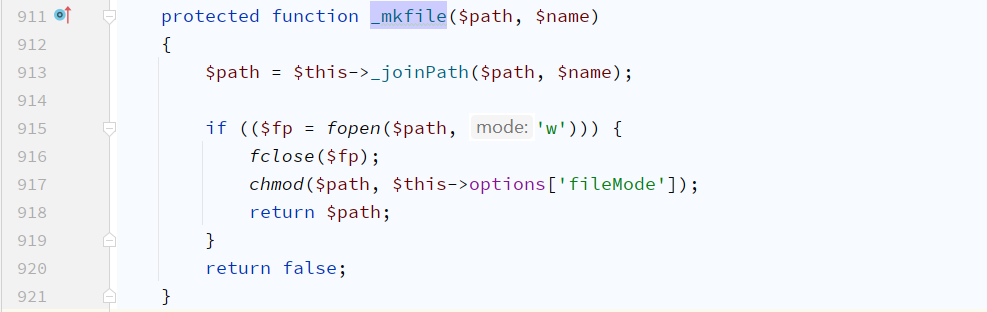 911 protected function _mkfile($path, $name)
912 {
913 $path = $this->_joinPath($path, $name);
914
915 if (($fp = fopen($path, mode: 'w'))) {
916 fclose($fp);
917 chmod($path, $this->options['fileMode']);
918 return $path;
919 }
920 return false;
921 }